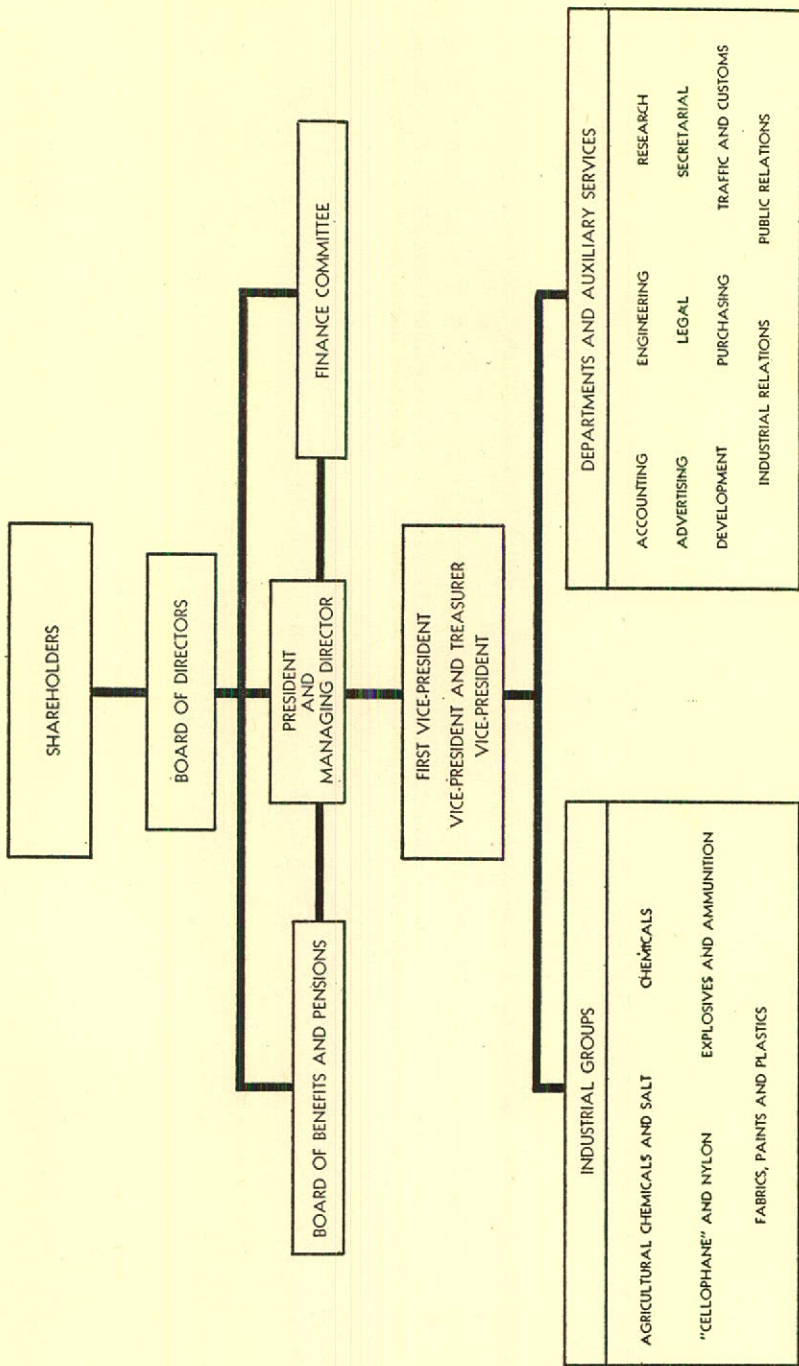 SHAREHOLDERS
BOARD OF DIRECTORS
BOARD OF BENEFITS AND PENSIONS
PRESIDENT
AND
MANAGING DIRECTOR
FINANCE COMMITTEE
FIRST VICE-PRESIDENT
VICE-PRESIDENT AND TREASURER
VICE-PRESIDENT
INDUSTRIAL GROUPS
AGRICULTURAL CHEMICALS AND SALT CHEMICALS
"CELLOPHANE" AND NYLON EXPLOSIVES AND AMMUNITION
FABRICS, PAINTS AND PLASTICS
DEPARTMENTS AND AUXILIARY SERVICES
ACCOUNTING ENGINEERING RESEARCH
ADVERTISING LEGAL SECRETARIAL
DEVELOPMENT PURCHASING TRAFFIC AND CUSTOMS
INDUSTRIAL RELATIONS PUBLIC RELATIONS